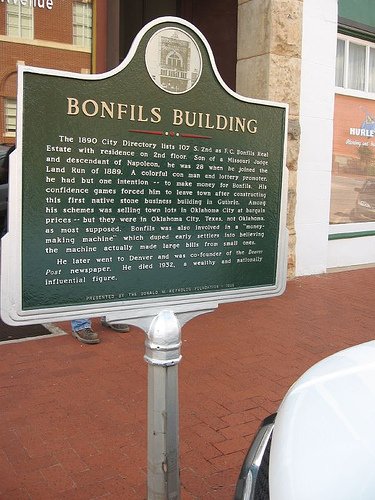 venue
BONFILS BUILDING
The 1890 City Directory lists 107 S. 2nd as F.C. Bonfils Real
Estate with residence on 2nd floor. Son of a Missouri Judge
and descendant of Napoleon, he was 28 when he joined the
Land Run of 1889. A colorful con man and lottery promoter,
he had but one intention -- to make money for Bonfils. His
confidence games forced him to leave town after constructing
this first native stone business building in Guthrie. Among
his schemes was selling town lots in Oklahoma City at bargain
prices -- but they were in Oklahoma City, Texas, not Oklahoma
as most supposed. Bonfils was also involved in a "money-
making machine" which duped early settlers into believing
the machine actually made large bills from small ones.
He later went to Denver and was co-founder of the Denver
Post newspaper. He died 1932, a wealthy and nationally
influential figure.
PRESENTED BY THE DONALD W. REYNOLDS FOUNDATION
HURLE